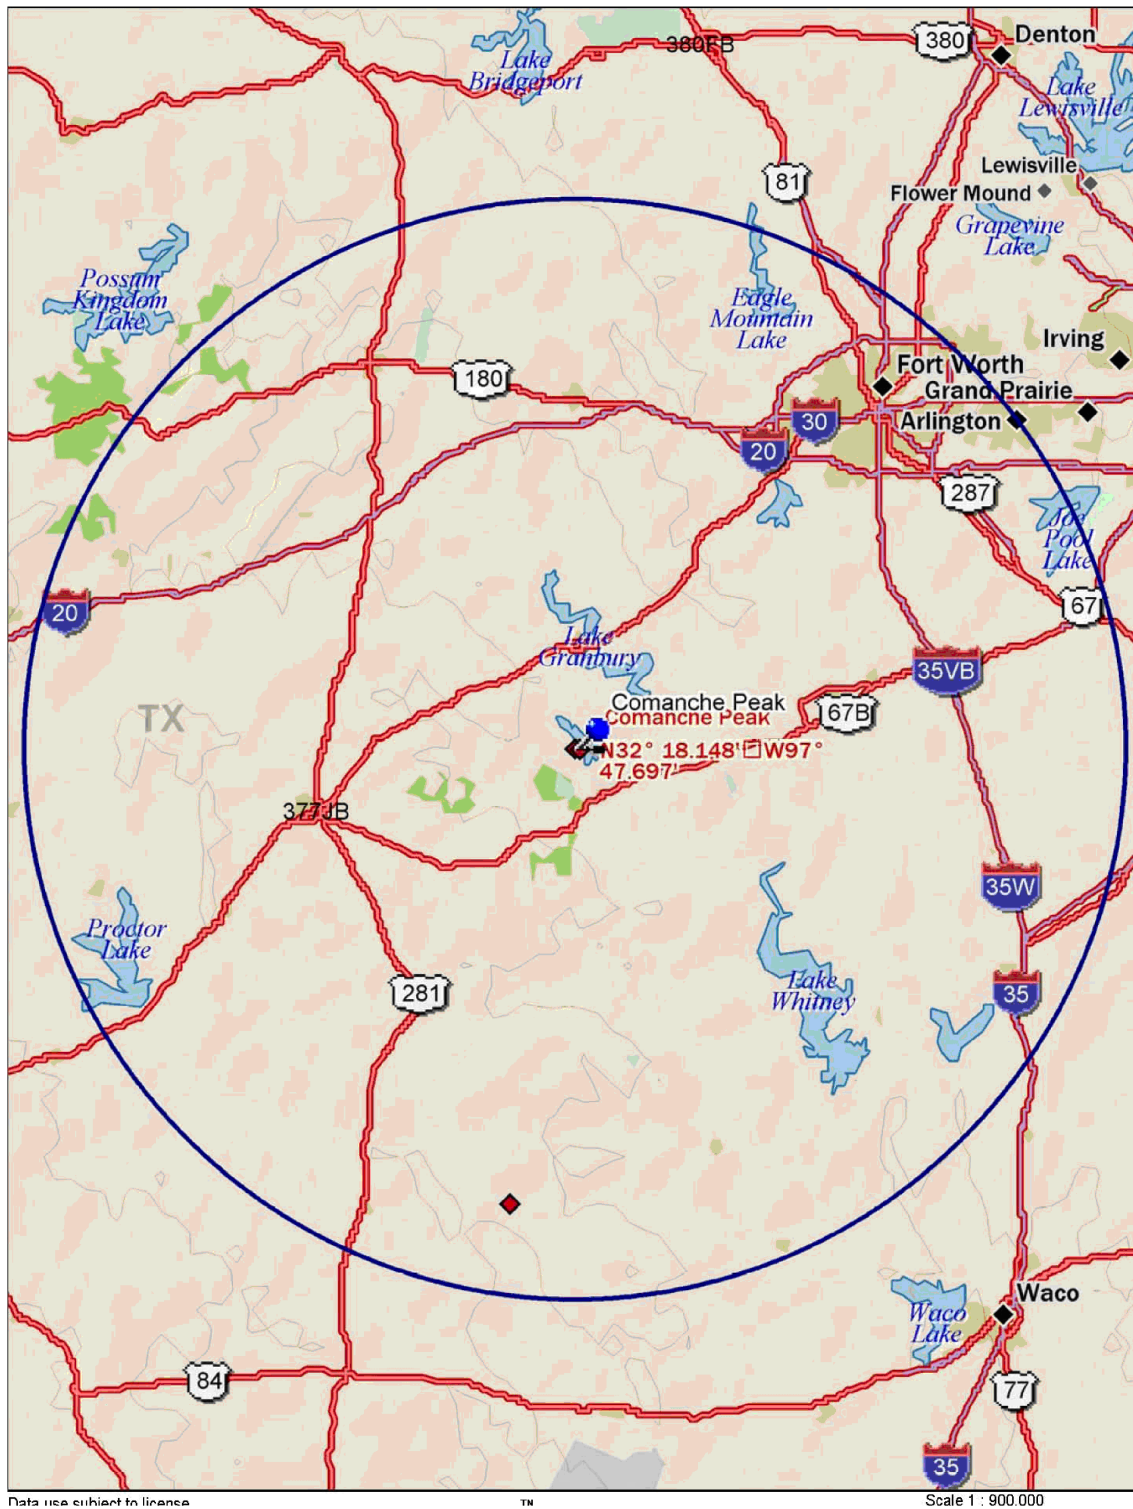 Denton
380
380FB
Lake
Bridgeport
Lake
Lewisville
Lewisville
81
Flower Mound
Grapevine
Lake
Possum
Kingdom
Lake
Eagle
Mountain
Lake
Irving
Fort Worth
180
Grand Prairie
30
Arlington
20
287
Joe
Pool
Lake
20
67
Lake
Granbury
35VB
Comanche Peak
67B
Comanche Peak
TX
N32° 18.148' W97°
47.697'
377JB
35W
Proctor
Lake
Lake
Whitney
281
35
Waco
Waco
Lake
84
77
35
Data use subject to license.
TN
Scale 1 : 900,000